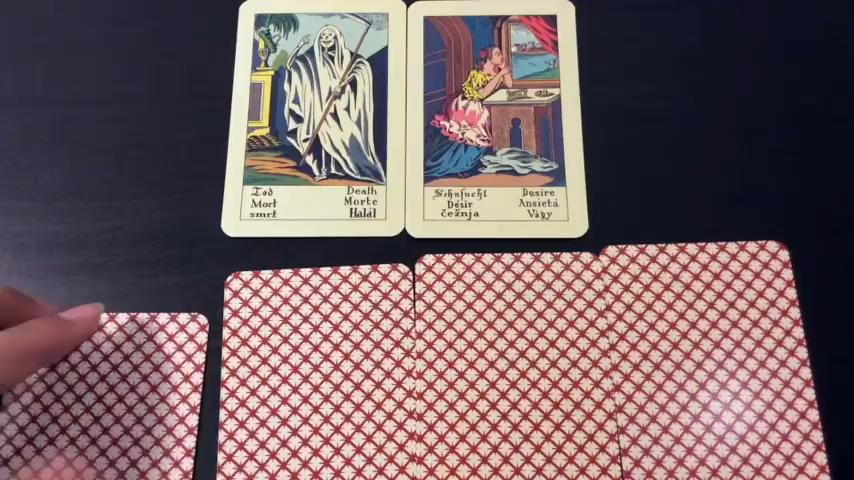 Tod
Mort
smrt
Death
Morte
Halál
Sehnsucht
Désir
čežnja
Desire
Ansietá
Vágy